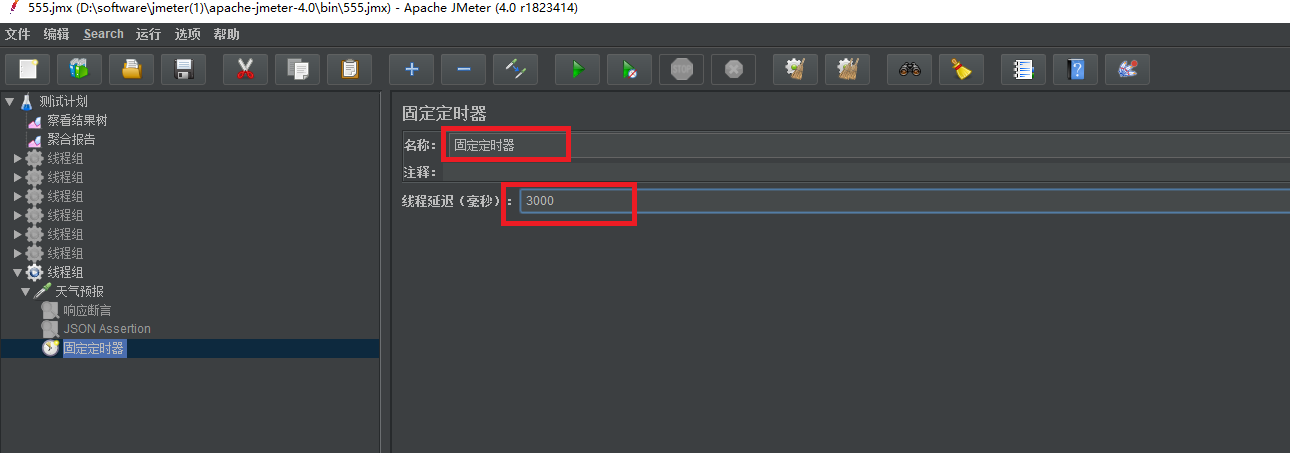 555.jmx (D:\software\jmeter(1)\apache-jmeter-4.0\bin\555.jmx) - Apache JMeter (4.0 r1823414)
文件 编辑 Search 运行 选项 帮助
STOP
测试计划
察看结果树
聚合报告
线程组
线程组
线程组
线程组
线程组
线程组
线程组
天气预报
响应断言
JSON Assertion
固定定时器
固定定时器
名称： 固定定时器
注释：
线程延迟（毫秒）： 3000